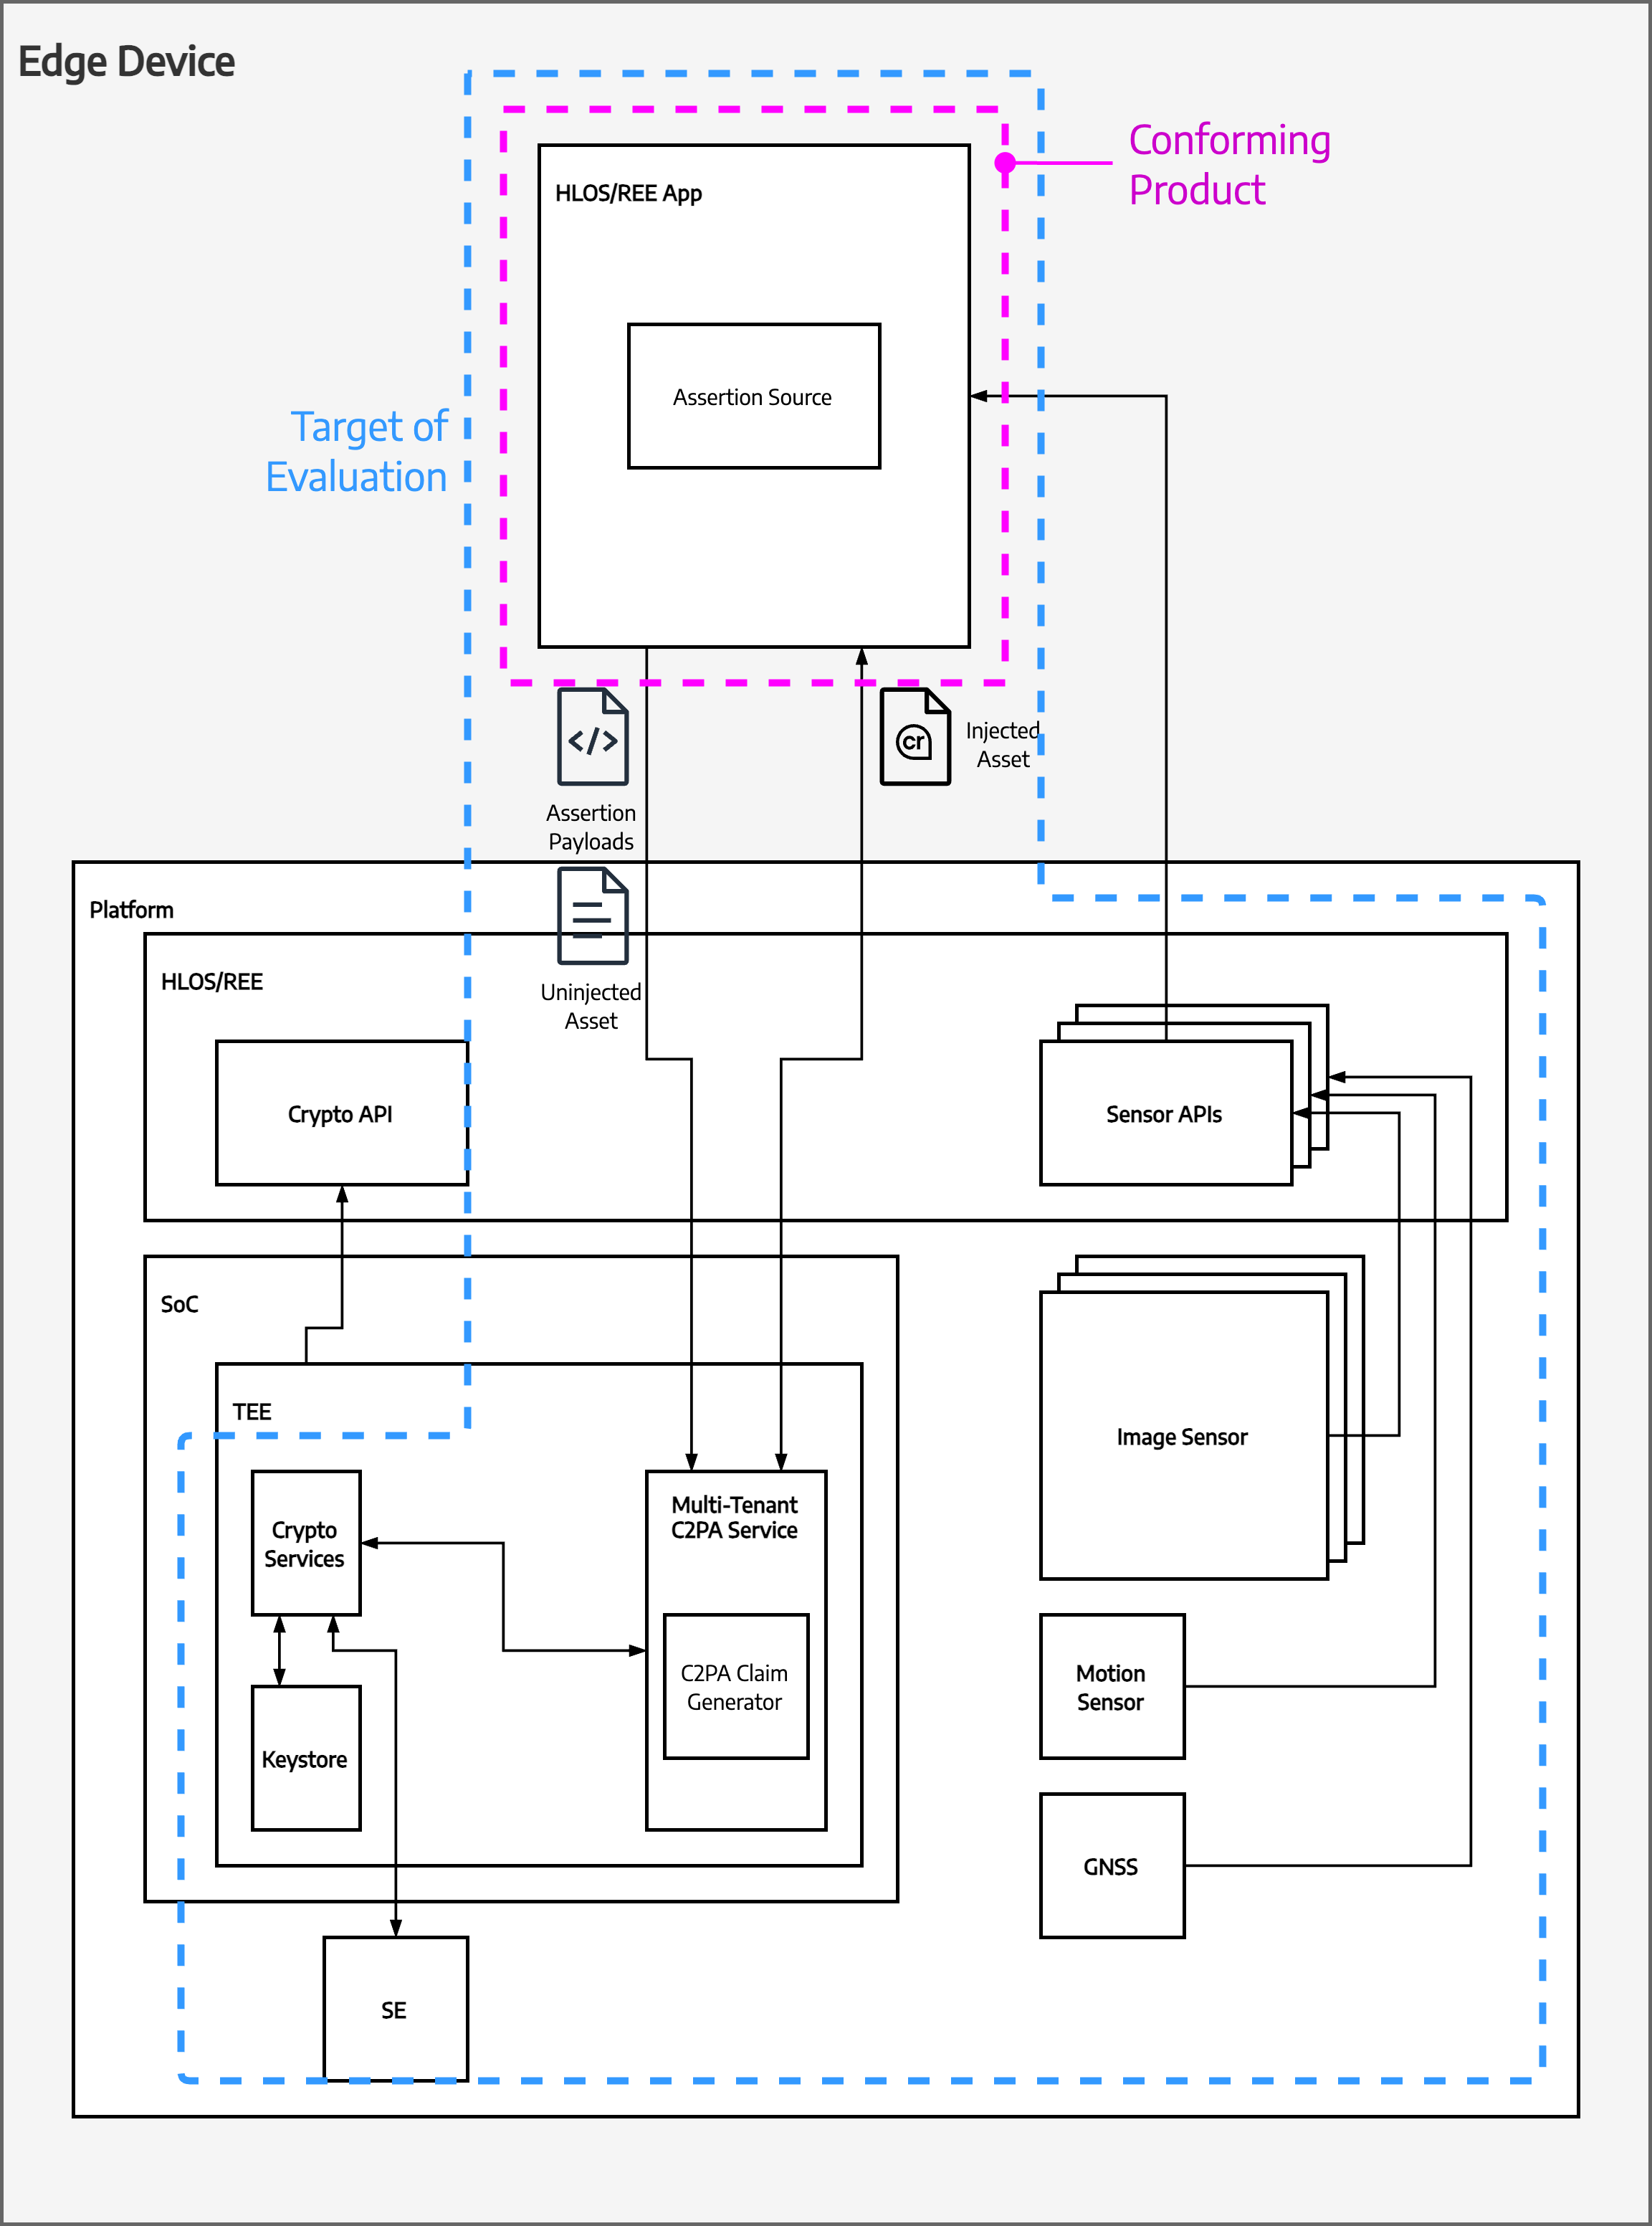 Edge Device
Conforming
Product
HLOS/REE App
Assertion Source
Target of
Evaluation
</>
cr
Injected
Asset
Assertion
Payloads
Platform
HLOS/REE
Uninjected
Asset
Crypto API
Sensor APIs
SoC
TEE
Image Sensor
Crypto
Services
Multi-Tenant
C2PA Service
C2PA Claim
Generator
Motion
Sensor
Keystore
GNSS
SE